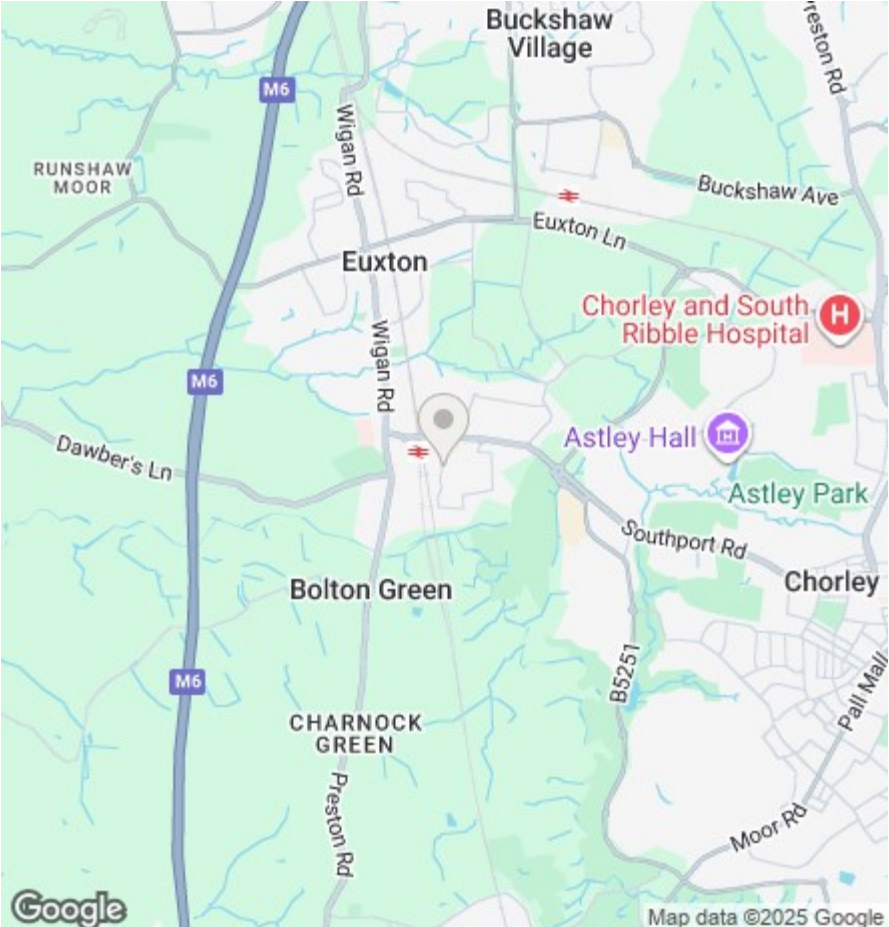 Buckshaw
Village
Preston Rd
M6
Wigan Rd
RUNSHAW
MOOR
Buckshaw Ave
Euxton Ln
Euxton
Chorley and South
Ribble Hospital
H
Wigan Rd
M6
Astley Hall
Dawber's Ln
Astley Park
Southport Rd
Chorley
Bolton Green
B5251
M6
Pall Mall
CHARNOCK
GREEN
Preston Rd
Moor Rd
Google
Map data ©2025 Google